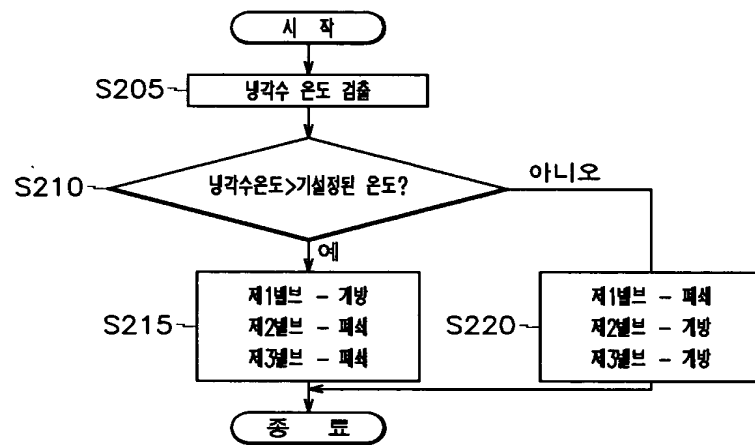 시 작
S205
냉각수 온도 검출
S210
냉각수온도>기설정된 온도?
아니오
예
S215
제1밸브 - 개방
제2밸브 - 폐쇄
제3밸브 - 폐쇄
S220
제1밸브 - 폐쇄
제2밸브 - 개방
제3밸브 - 개방
종 료